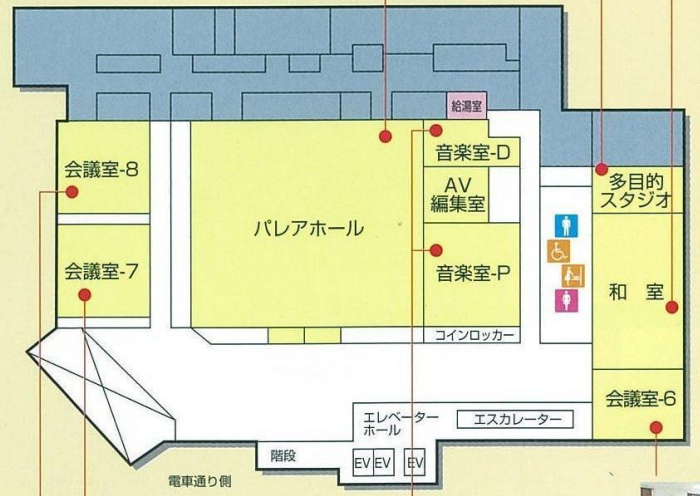 給湯室
会議室-8
音楽室-D
AV
編集室
多目的
スタジオ
パレアホール
会議室-7
音楽室-P
和 室
コインロッカー
会議室-6
エレベーター
ホール
エスカレーター
階段
EV EV EV
電車通り側